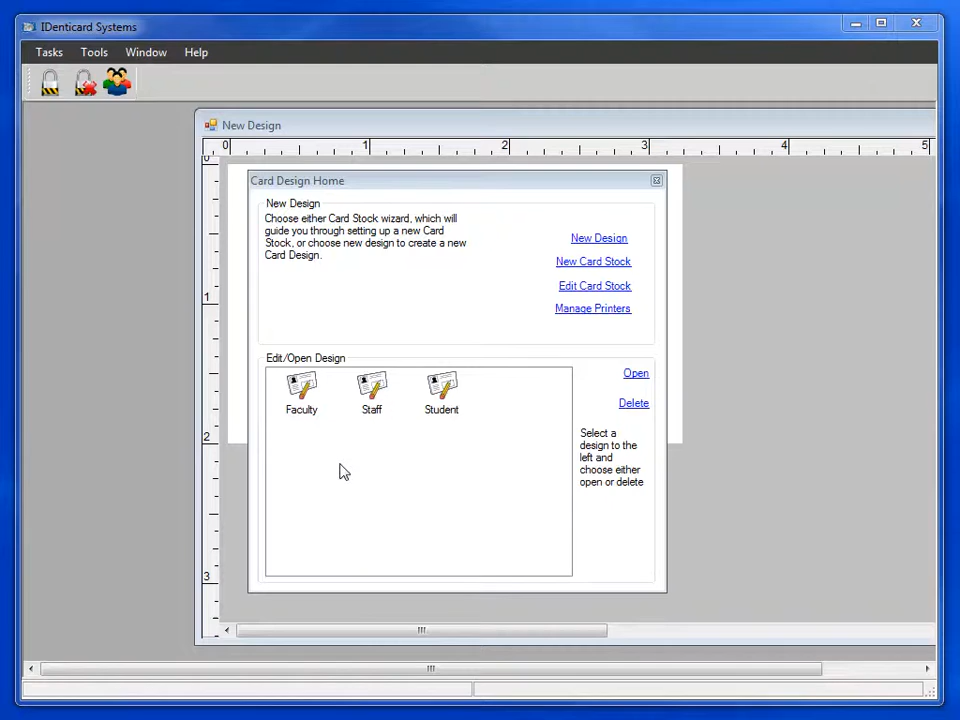 IDenticard Systems
Tasks Tools Window Help
New Design
0 1 2 3 4 5
0
Card Design Home
New Design
Choose either Card Stock wizard, which will
guide you through setting up a new Card
Stock, or choose new design to create a new
Card Design.
New Design
New Card Stock
Edit Card Stock
Manage Printers
1
Edit/Open Design
Faculty Staff Student
Open
Delete
Select a
design to the
left and
choose either
open or delete
2
3